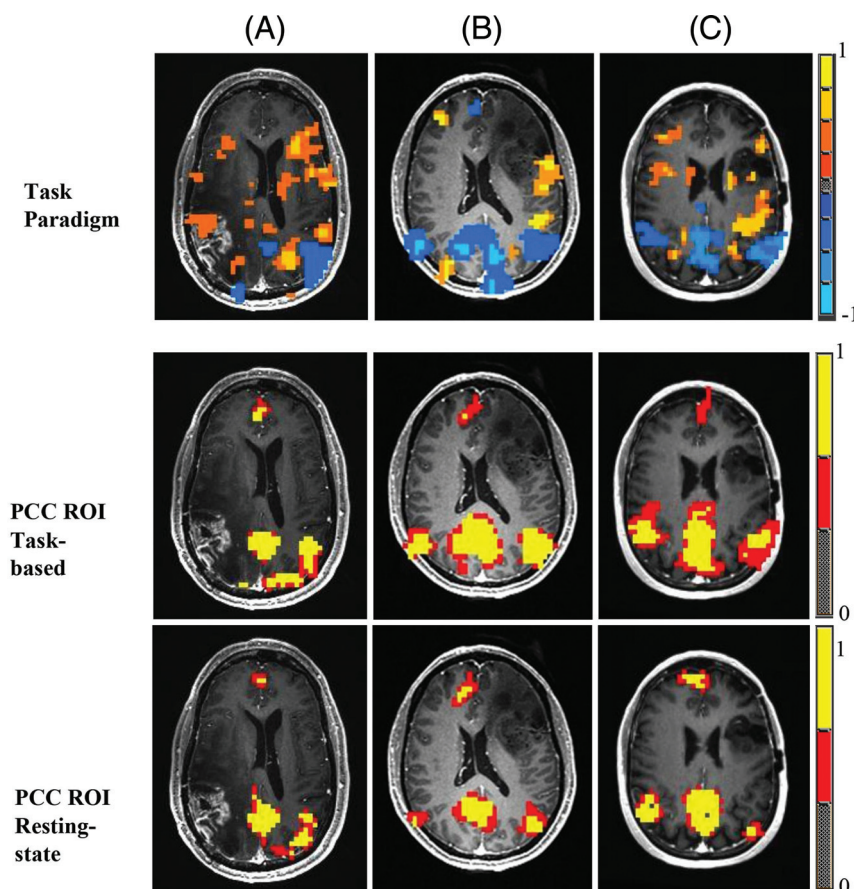 (A) (B) (C)
1
Task
Paradigm
-1
1
PCC ROI
Task-
based
0
1
PCC ROI
Resting-
state
0